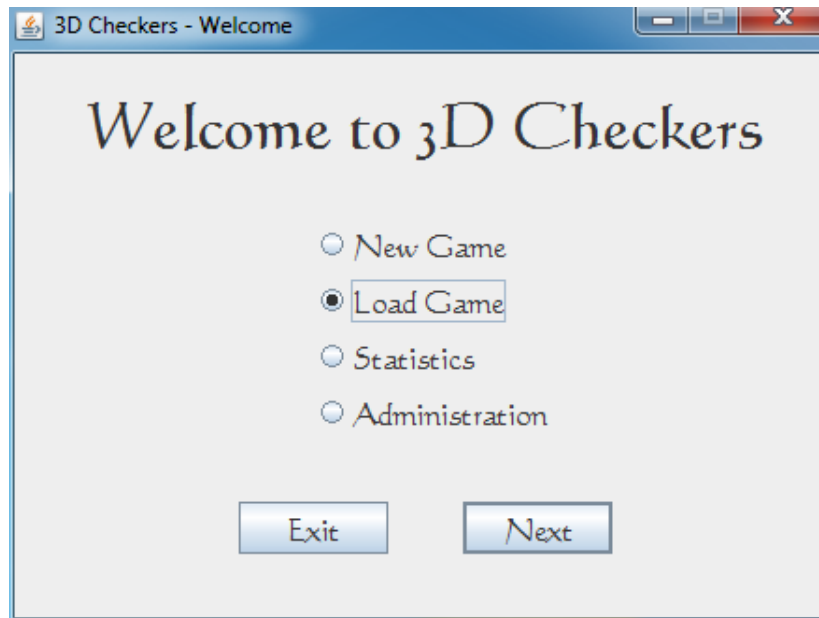 3D Checkers - Welcome
Welcome to 3D Checkers
New Game
Load Game
Statistics
Administration
Exit Next